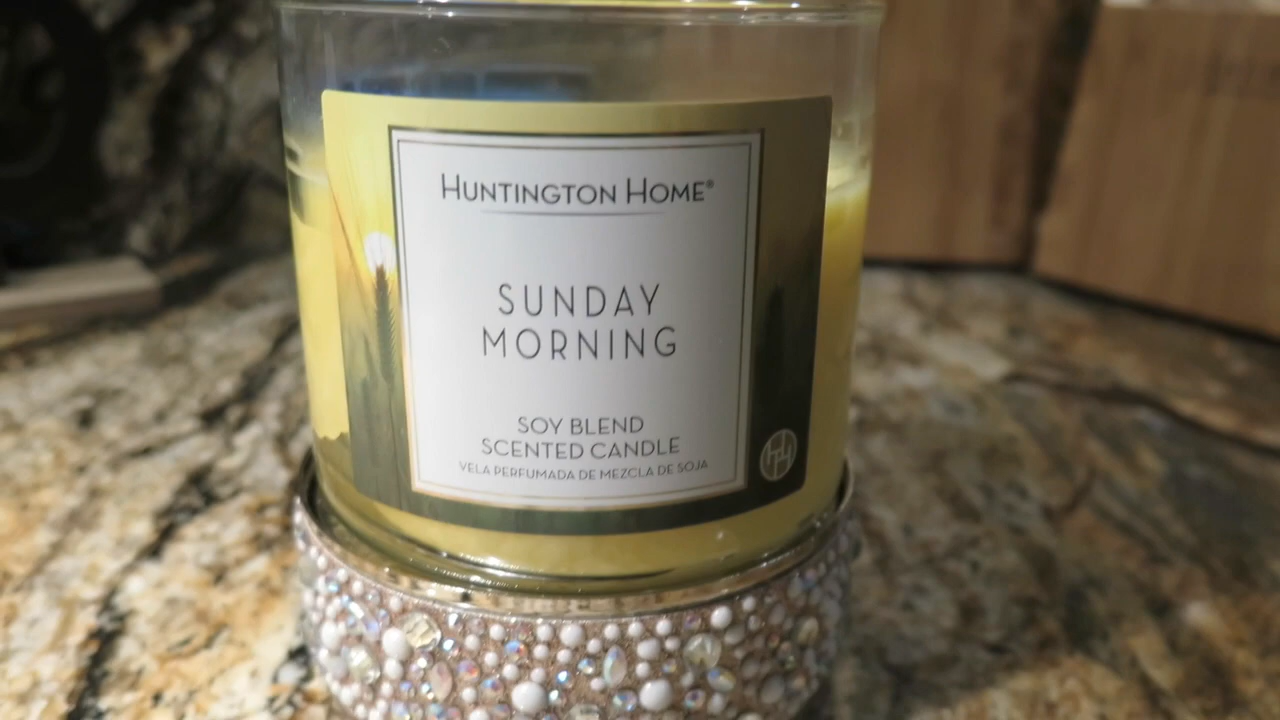 HUNTINGTON HOME®
SUNDAY
MORNING
SOY BLEND
SCENTED CANDLE
VELA PERFUMADA DE MEZCLA DE SOJA